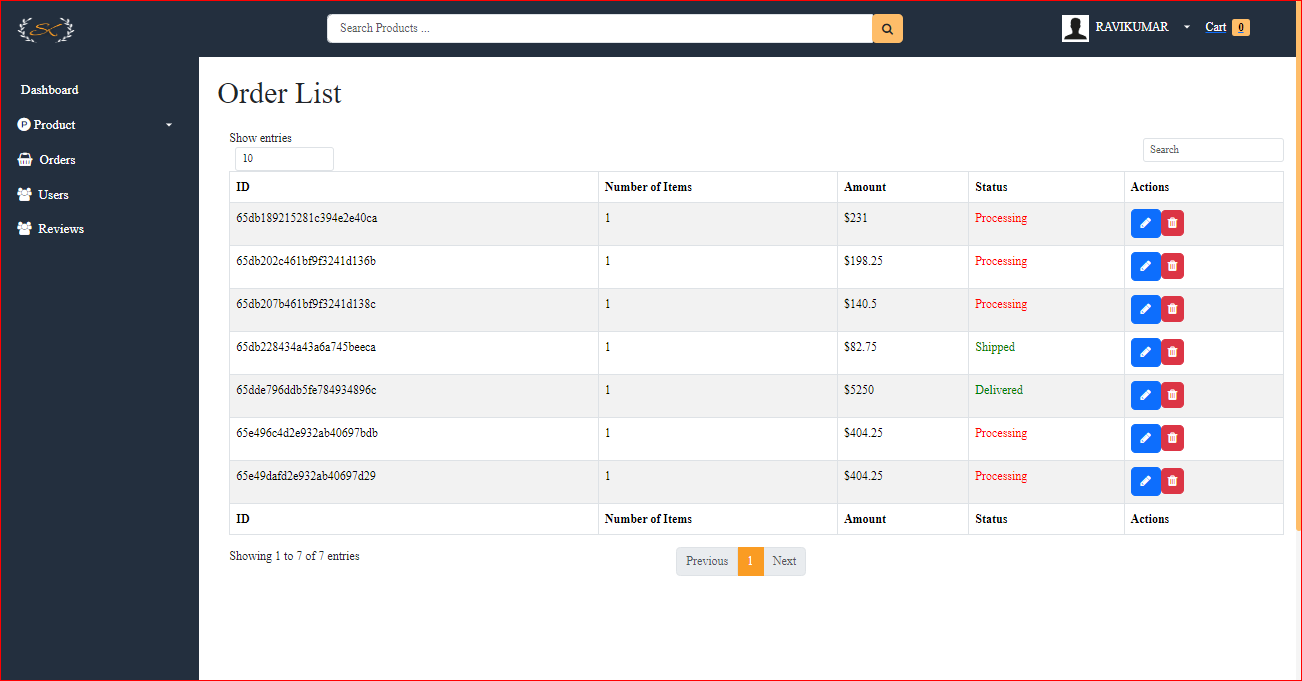 SK
Search Products ...
RAVIKUMAR
Cart 0
Dashboard
P Product
Orders
Users
Reviews
Order List
Show entries
10
Search
ID Number of Items Amount Status Actions
65db189215281c394e2e40ca 1 $231 Processing
65db202c461bf9f3241d136b 1 $198.25 Processing
65db207b461bf9f3241d138c 1 $140.5 Processing
65db228434a43a6a745beeca 1 $82.75 Shipped
65dde796ddb5fe784934896c 1 $5250 Delivered
65e496c4d2e932ab40697bdb 1 $404.25 Processing
65e49dafd2e932ab40697d29 1 $404.25 Processing
ID Number of Items Amount Status Actions
Showing 1 to 7 of 7 entries
Previous 1 Next